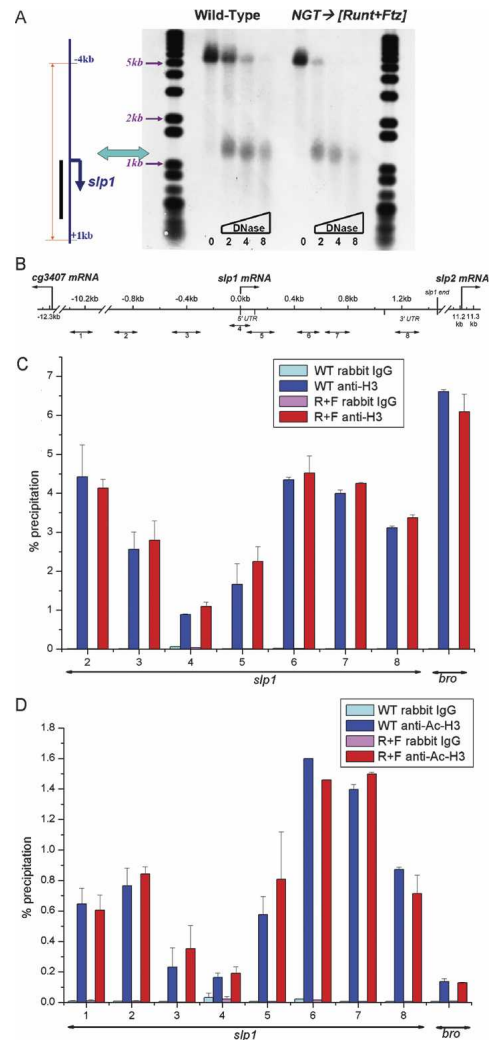 A
Wild-Type
NGT→ [Runt+Ftz]
-4kb
5kb
2kb
1kb
slp1
+1kb
DNase
DNase
0 2 4 8
0 2 4 8
B
cg3407 mRNA
slp1 mRNA
slp2 mRNA
-10.2kb -0.8kb -0.4kb 0.0kb 0.4kb 0.8kb 1.2kb
slp1 end
-12.3kb
5' UTR
3' UTR
11.2 kb
11.3 kb
1 2 3 4 5 6 7 8
C
WT rabbit IgG
WT anti-H3
R+F rabbit IgG
R+F anti-H3
% precipitation
7
6
5
4
3
2
1
0
2 3 4 5 6 7 8
slp1
bro
D
WT rabbit IgG
WT anti-Ac-H3
R+F rabbit IgG
R+F anti-Ac-H3
% precipitation
1.8
1.6
1.4
1.2
1.0
0.8
0.6
0.4
0.2
0.0
1 2 3 4 5 6 7 8
slp1
bro